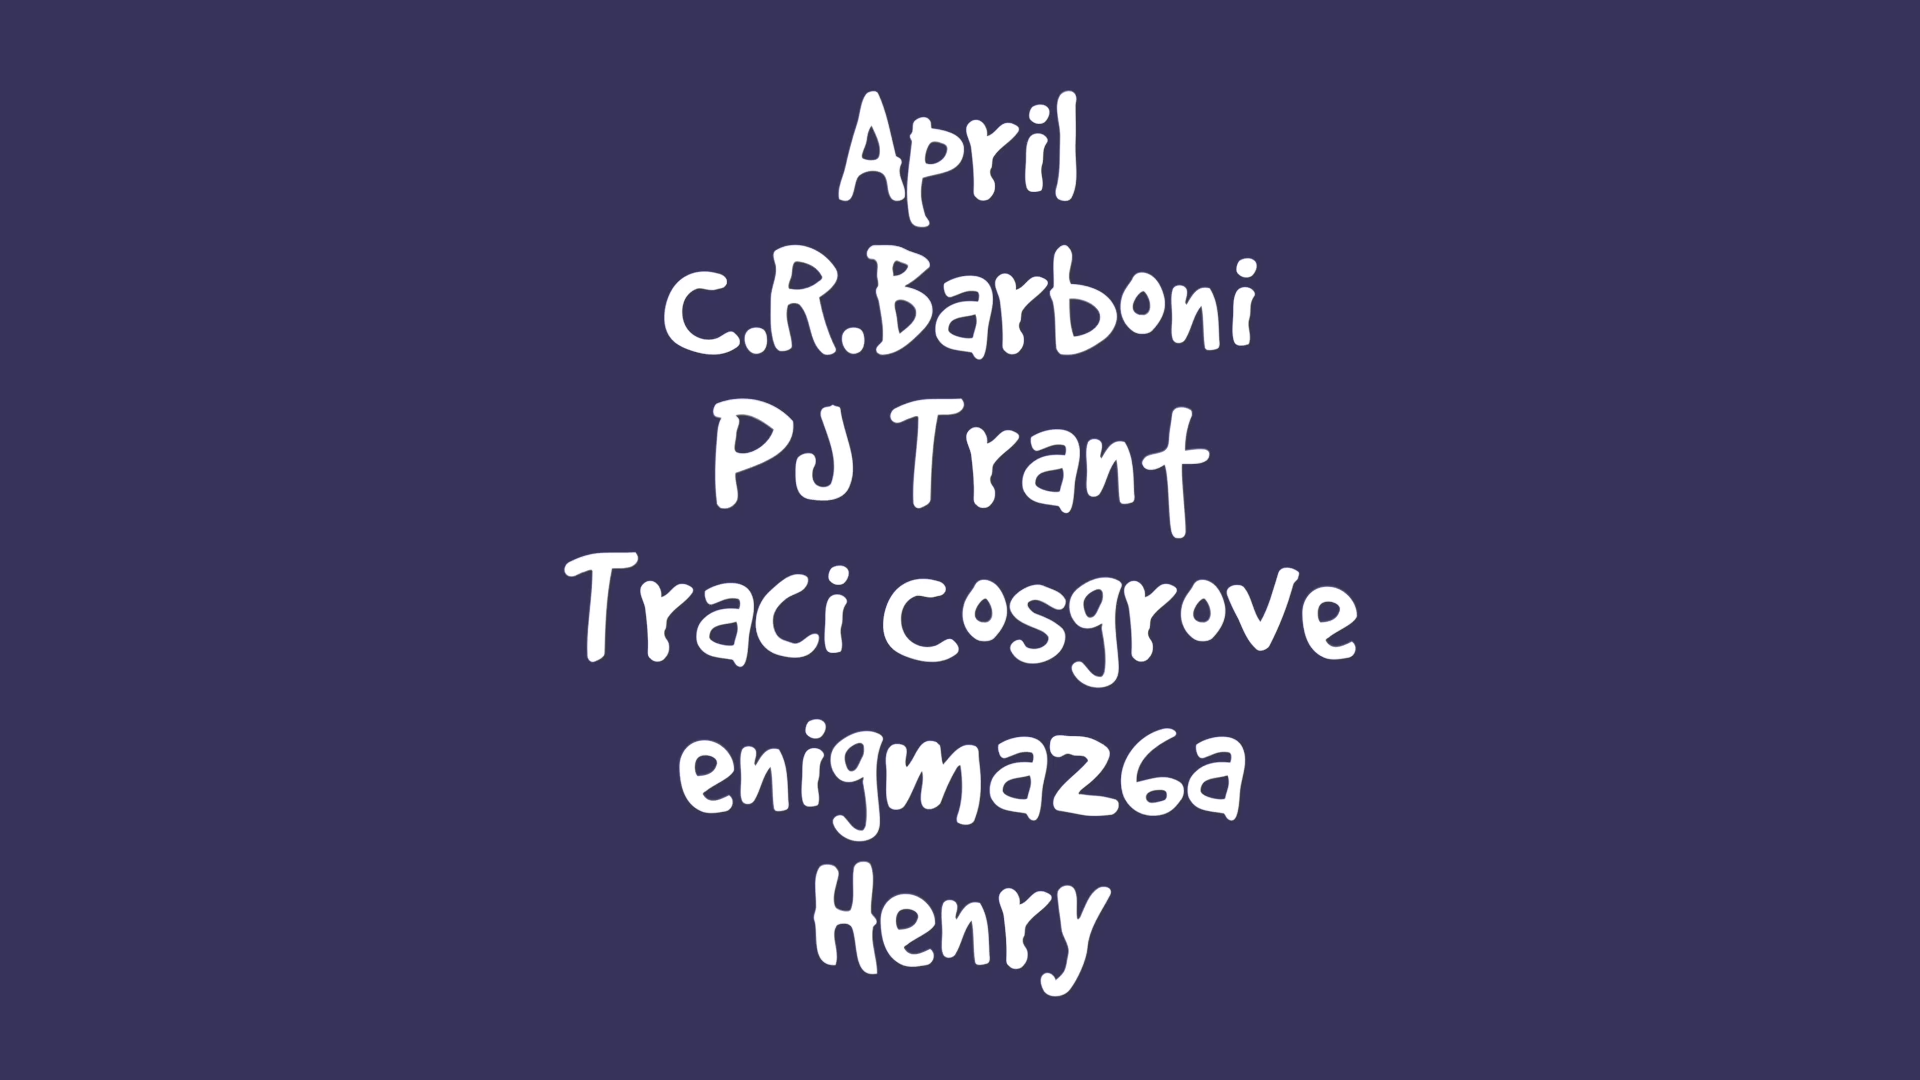 April
C.R.Barboni
PJ Trant
Traci Cosgrove
enigma26a
Henry